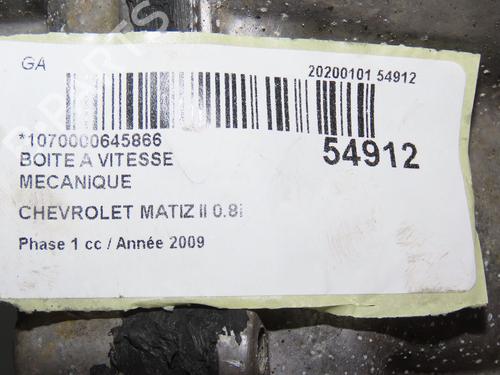 GA
20200101 54912
*1070000645866
54912
BOITE A VITESSE
MECANIQUE
CHEVROLET MATIZ II 0.8i
Phase 1 cc / Année 2009